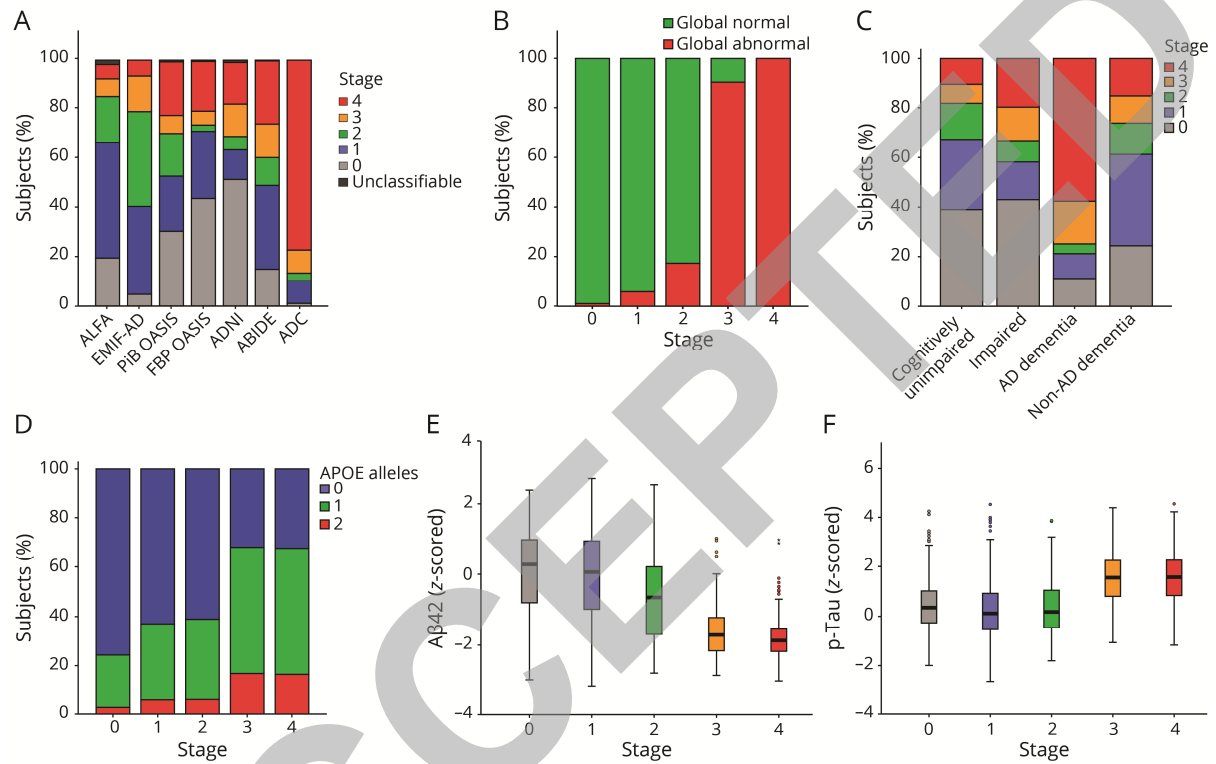 A
Subjects (%)
100
80
60
40
20
0
ALFA
EMIF-AD
PiB OASIS
FBP OASIS
ADNI
ABIDE
ADC
Stage
4
3
2
1
0
Unclassifiable
B
Global normal
Global abnormal
Subjects (%)
100
80
60
40
20
0
0 1 2 3 4
Stage
C
Subjects (%)
100
80
60
40
20
0
Cognitively
unimpaired
Impaired
AD dementia
Non-AD dementia
Stage
4
3
2
1
0
D
Subjects (%)
100
80
60
40
20
0
0 1 2 3 4
Stage
APOE alleles
0
1
2
E
Aβ42 (z-scored)
4
2
0
−2
−4
0 1 2 3 4
Stage
F
p-Tau (z-scored)
6
4
2
0
−2
−4
0 1 2 3 4
Stage
CCEPTED